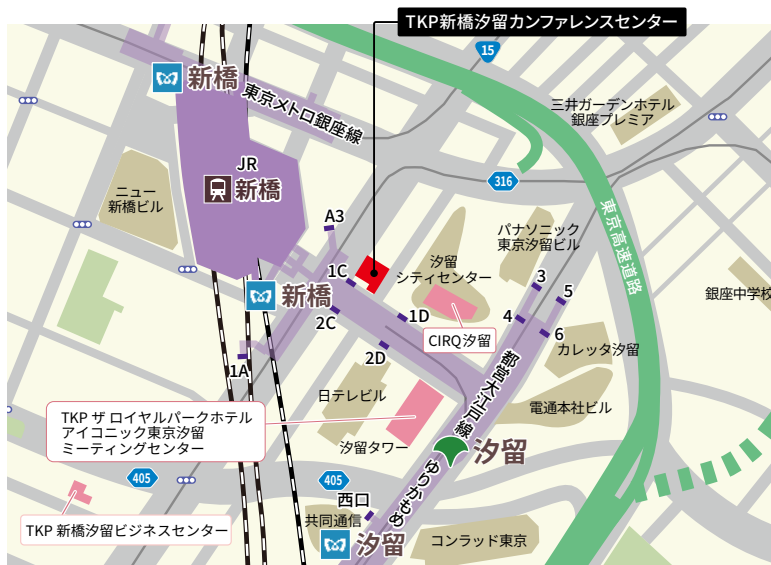 TKP新橋汐留カンファレンスセンター
15
新橋
東京メトロ銀座線
三井ガーデンホテル
銀座プレミア
JR
新橋
316
ニュー
新橋ビル
A3
東京高速道路
パナソニック
東京汐留ビル
汐留
シティセンター
1C
新橋
3
5
銀座中学校
2C
1D
4
6
CIRQ汐留
カレッタ汐留
1A
2D
都営大江戸線
日テレビル
電通本社ビル
TKP ザ ロイヤルパークホテル
アイコニック東京汐留
ミーティングセンター
汐留タワー
汐留
ゆりかもめ
405
405
西口
共同通信
TKP 新橋汐留ビジネスセンター
汐留
コンラッド東京